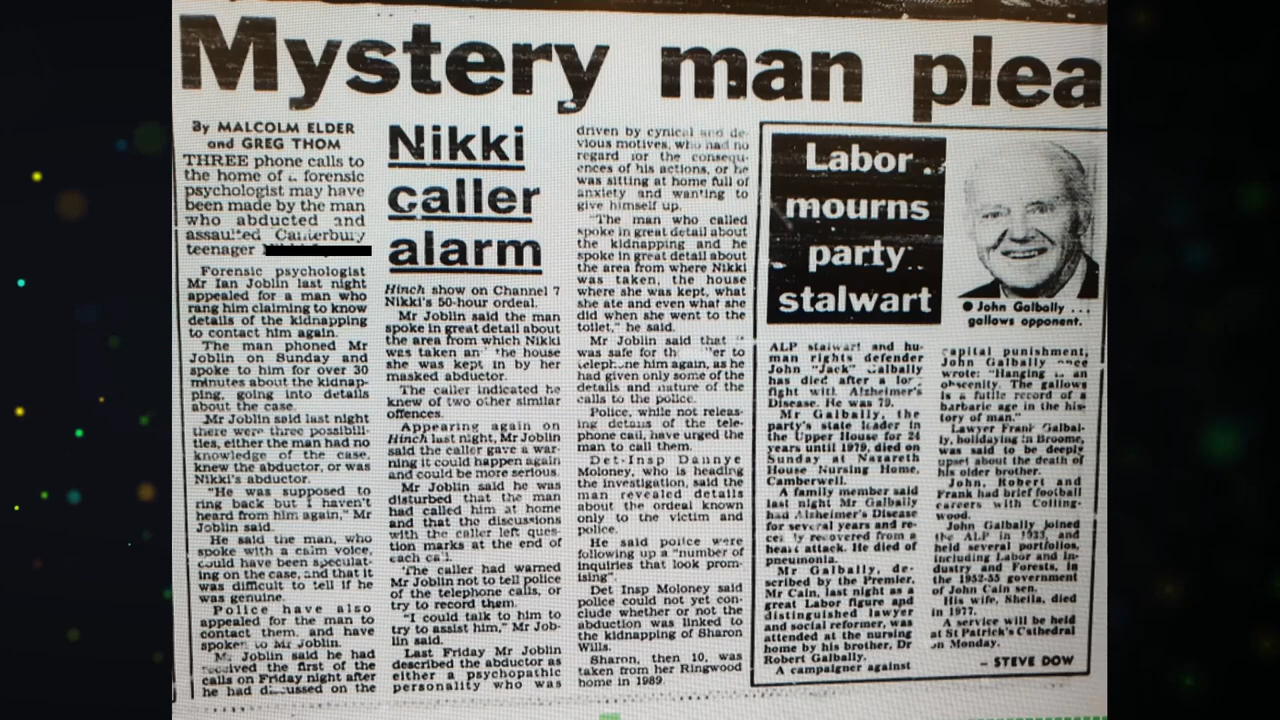 Mystery man plea
By MALCOLM ELDER
and GREG THOM
THREE phone calls to
the home of forensic
psychologist may have
been made by the man
who abducted and
assaulted Canterbury
teenager
Forensic psychologist
Mr Ian Joblin last night
appealed for a man who
rang him claiming to know
details of the kidnapping
to contact him again.
The man phoned Mr
Joblin on Sunday and
spoke to him for over 30
minutes about the kidnap-
ping, going into details
about the case.
Mr Joblin said last night
there were three possibili-
ties, either the man had no
knowledge of the case,
knew the abductor, or was
Nikki's abductor.
"He was supposed to
ring back but I haven't
heard from him again," Mr
Joblin said.
He said the man, who
spoke with a calm voice,
could have been speculat-
ing on the case, and that it
was difficult to tell if he
was genuine.
Police have also
appealed for the man to
contact them, and have
spoken to Mr Joblin.
Mr Joblin said he had
received the first of the
calls on Friday night after
he had discussed on the
Nikki
caller
alarm
Hinch show on Channel 7
Nikki's 50-hour ordeal.
Mr Joblin said the man
spoke in great detail about
the area from which Nikki
was taken and the house
she was kept in by her
masked abductor.
The caller indicated he
knew of two other similar
offences.
Appearing again on
Hinch last night, Mr Joblin
said the caller gave a war-
ning it could happen again
and could be more serious.
Mr Joblin said he was
disturbed that the man
had called him at home
and that the discussions
with the caller left ques-
tion marks at the end of
each call.
The caller had warned
Mr Joblin not to tell police
of the telephone calls, or
try to record them.
"I could talk to him to
try to assist him," Mr Job-
lin said.
Last Friday Mr Joblin
described the abductor as
either a psychopathic
personality who was
driven by cynical and de-
vious motives, who had no
regard for the consequ-
ences of his actions, or he
was sitting at home full of
anxiety and wanting to
give himself up.
"The man who called
spoke in great detail about
the kidnapping and he
spoke in great detail about
the area from where Nikki
was taken, the house
where she was kept, what
she ate and even what she
did when she went to the
toilet," he said.
Mr Joblin said that
was safe for to
telephone him again, as he
had given only some of the
details and nature of the
calls to the police.
Police, while not releas-
ing details of the tele-
phone call, have urged the
man to call them.
Det-Insp Dannye
Moloney, who is heading
the investigation, said the
man revealed details
about the ordeal known
only to the victim and
police.
He said police were
following up a "number of
inquiries that look prom-
ising".
Det Insp Moloney said
police could not yet con-
clude whether or not the
abduction was linked to
the kidnapping of Sharon
Wills.
Sharon, then 10, was
taken from her Ringwood
home in 1989.
Labor
mourns
party
stalwart
● John Galbally ...
gallows opponent.
ALP stalwart and hu-
man rights defender
John "Jack" Galbally
has died after a long
fight with Alzheimer's
Disease. He was 79.
Mr Galbally, the
party's state leader in
the Upper House for 24
years until 1979, died on
Sunday at Nazareth
House Nursing Home,
Camberwell.
A family member said
last night Mr Galbally
had Alzheimer's Disease
for several years and re-
cently recovered from a
heart attack. He died of
pneumonia.
Mr Galbally, de-
scribed by the Premier,
Mr Cain, last night as a
great Labor figure and
distinguished lawyer
and social reformer, was
attended at the nursing
home by his brother, Dr
Robert Galbally.
A campaigner against
capital punishment,
John Galbally once
wrote: "Hanging is an
obscenity. The gallows
is a futile record of a
barbaric age in the his-
tory of man."
Lawyer Frank Galbal-
ly, holidaying in Broome,
was said to be deeply
upset about the death of
his older brother.
John, Robert and
Frank had brief football
careers with Colling-
wood.
John Galbally joined
the ALP in 1933, and
held several portfolios,
including Labor and In-
dustry and Forests, in
the 1952-55 government
of John Cain sen.
His wife, Sheila, died
in 1977.
A service will be held
at St Patrick's Cathedral
on Monday.
– STEVE DOW